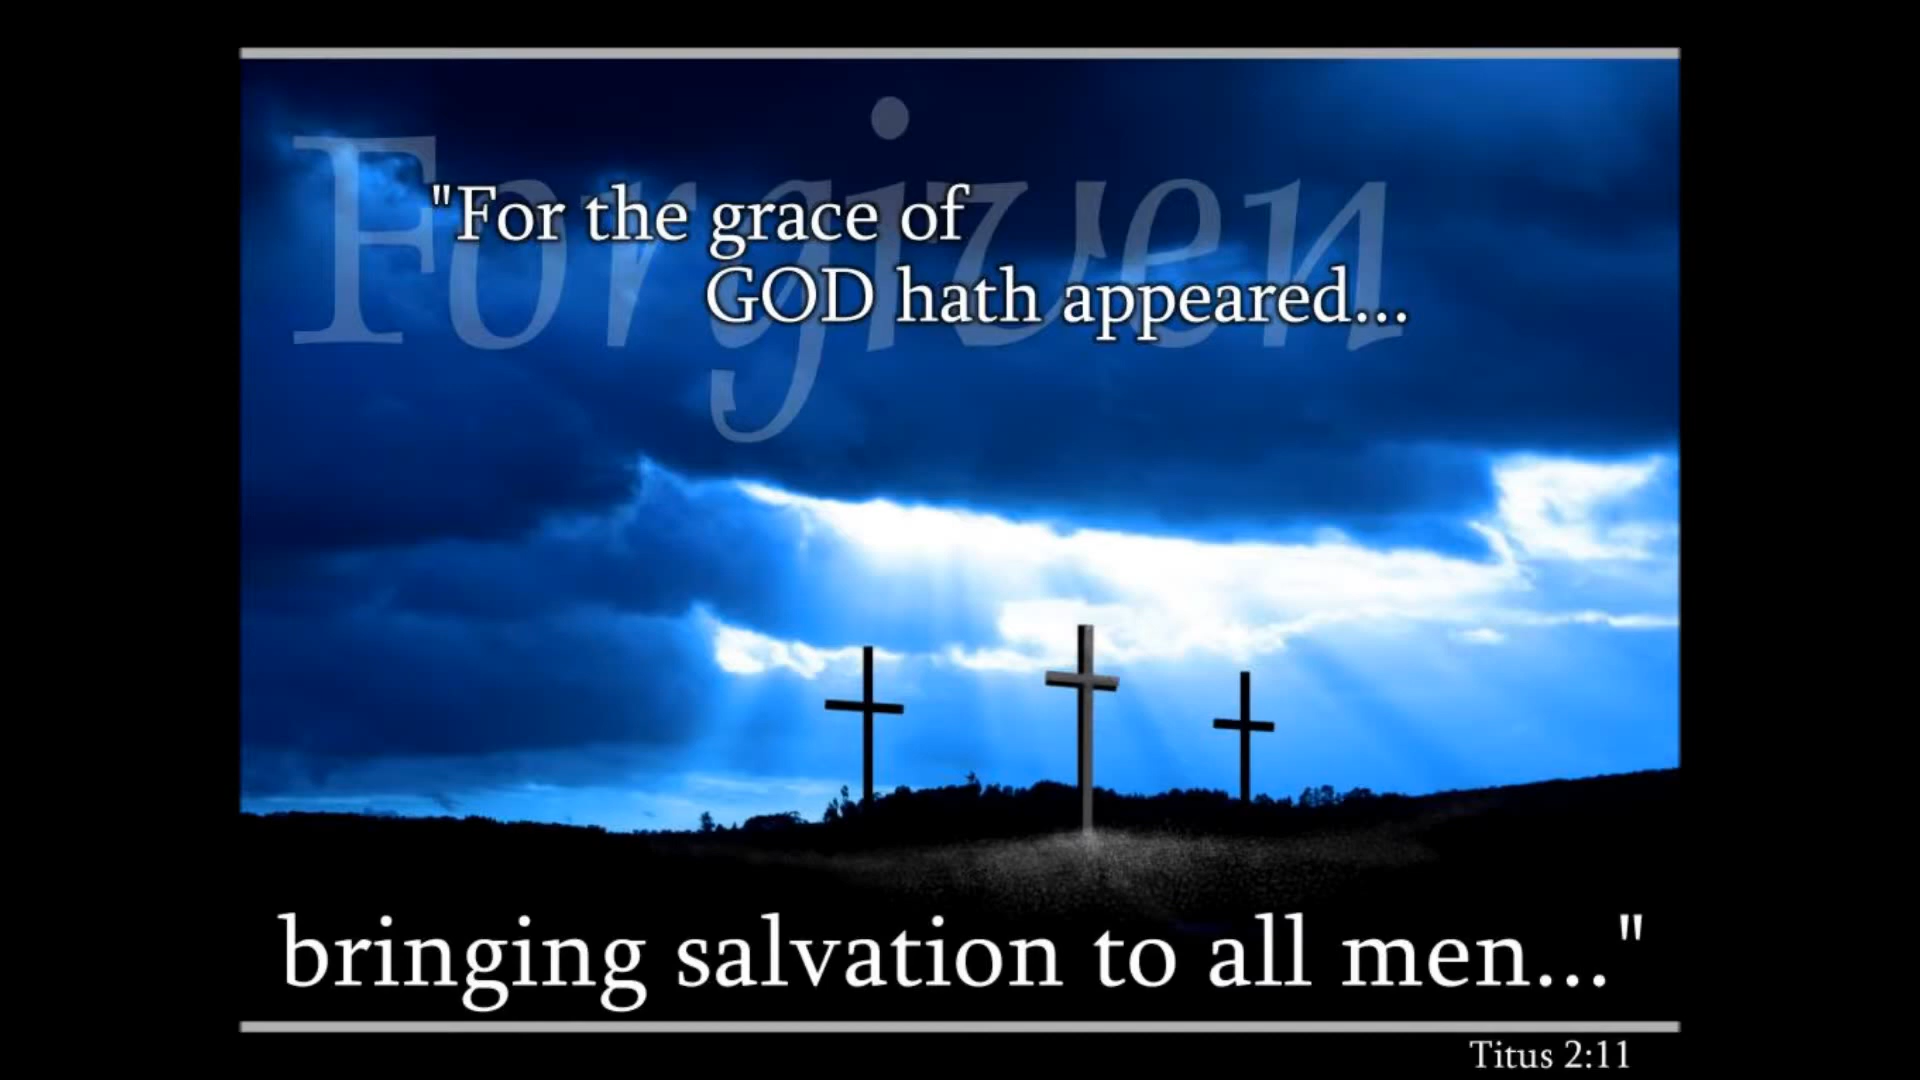 Forgiven
"For the grace of
GOD hath appeared...
bringing salvation to all men..."
Titus 2:11